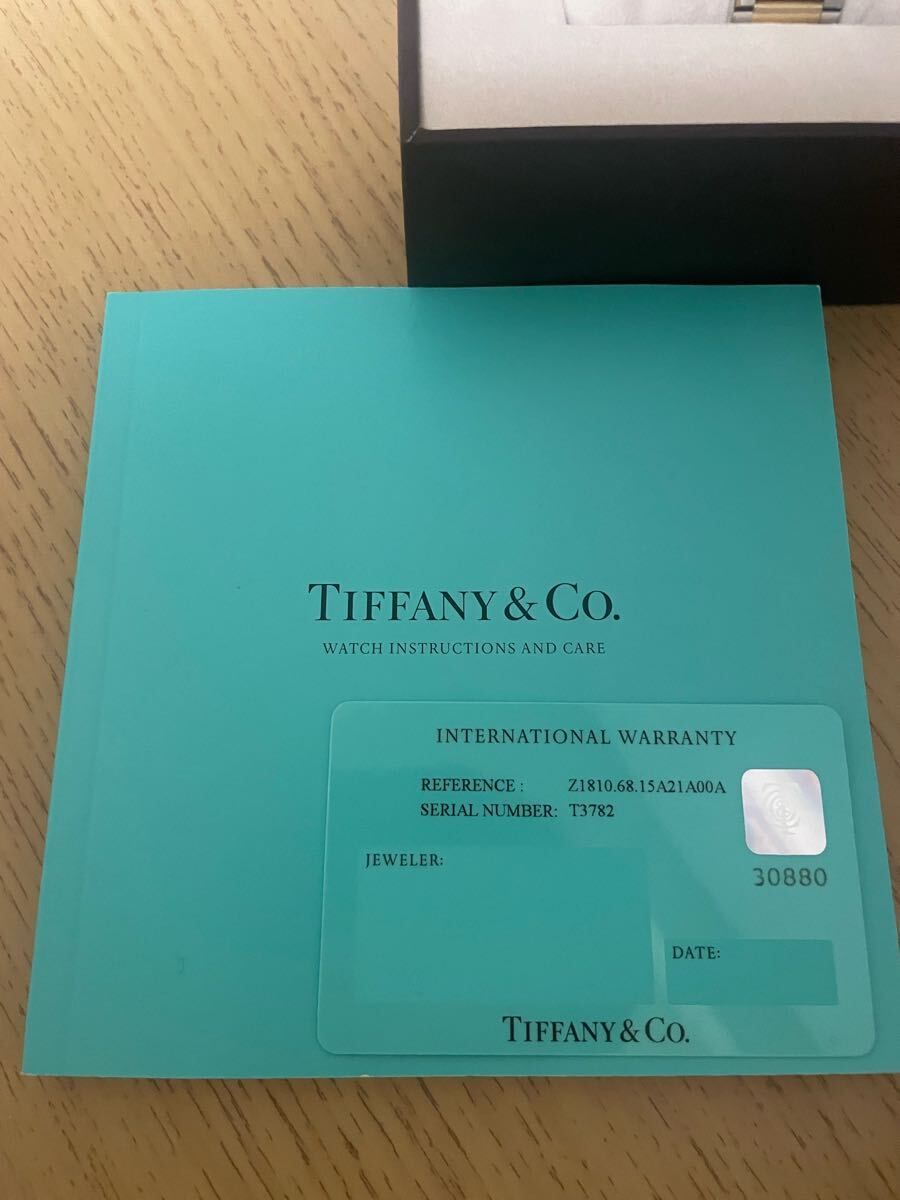 TIFFANY & CO.
WATCH INSTRUCTIONS AND CARE
INTERNATIONAL WARRANTY
REFERENCE : Z1810.68.15A21A00A
SERIAL NUMBER: T3782
JEWELER:
30880
DATE:
TIFFANY & CO.